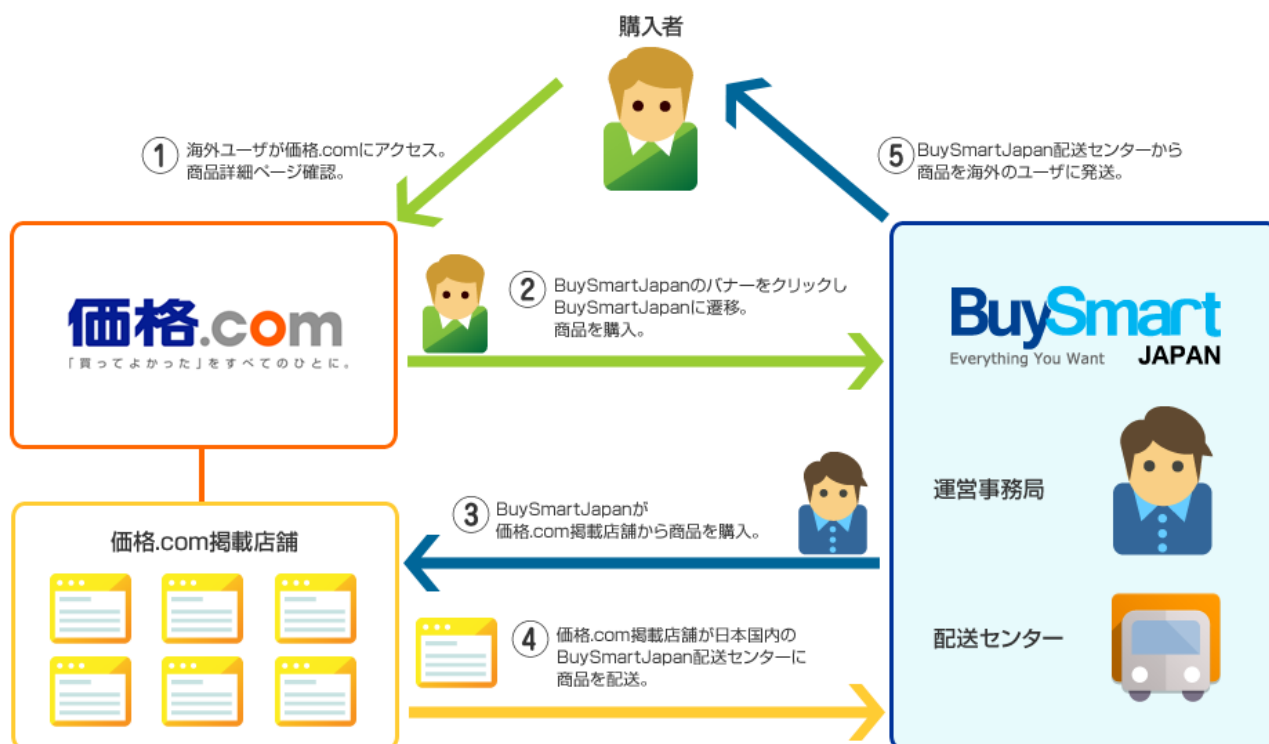 購入者
① 海外ユーザが価格.comにアクセス。
商品詳細ページ確認。
⑤ BuySmartJapan配送センターから
商品を海外のユーザに発送。
価格.com
「買ってよかった」をすべてのひとに。
② BuySmartJapanのバナーをクリックし
BuySmartJapanに遷移。
商品を購入。
BuySmart
Everything You Want JAPAN
③ BuySmartJapanが
価格.com掲載店舗から商品を購入。
運営事務局
価格.com掲載店舗
④ 価格.com掲載店舗が日本国内の
BuySmartJapan配送センターに
商品を配送。
配送センター